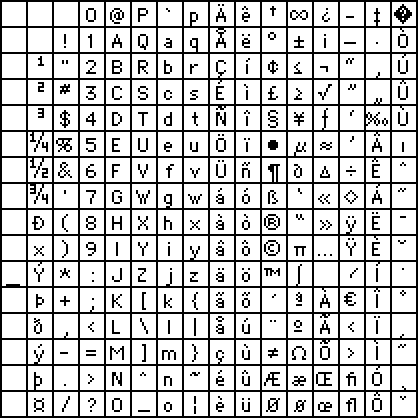 0 @ P ` p Ä ê † ∞ ¿ – ‡ �
! 1 A Q a q Å ë ° ± ¡ — · Ò
¹ " 2 B R b r Ç í ¢ ≤ ¬ “ ‚ Ú
² # 3 C S c s É ì £ ≥ √ ” „ Û
³ $ 4 D T d t Ñ î § ¥ ƒ ‘ ‰ Ù
¼ % 5 E U e u Ö ï • µ ≈ ’ Â ı
½ & 6 F V f v Ü ñ ¶ ∂ ∆ ÷ Ê ˆ
¾ ' 7 G W g w á ó ß « ◊ Á ˜
Ð ( 8 H X h x à ò ® » ÿ Ë ¯
× ) 9 I Y i y â ô © π … Ÿ È ˘
_ Ý * : J Z j z ä ö ™ ∫ ⁄ Í ˙
Þ + ; K [ k { ã õ ´ ª À € Î ˚
ð , < L \ l | å ú ¨ º Ã ‹ Ï ¸
ý - = M ] m } ç ù ≠ Ω Õ › Ì ˝
þ . > N ^ n ~ é û Æ æ Œ ﬁ Ó ˛
¤ / ? O _ o ¦ è ü Ø ø œ ﬂ Ô ˇ